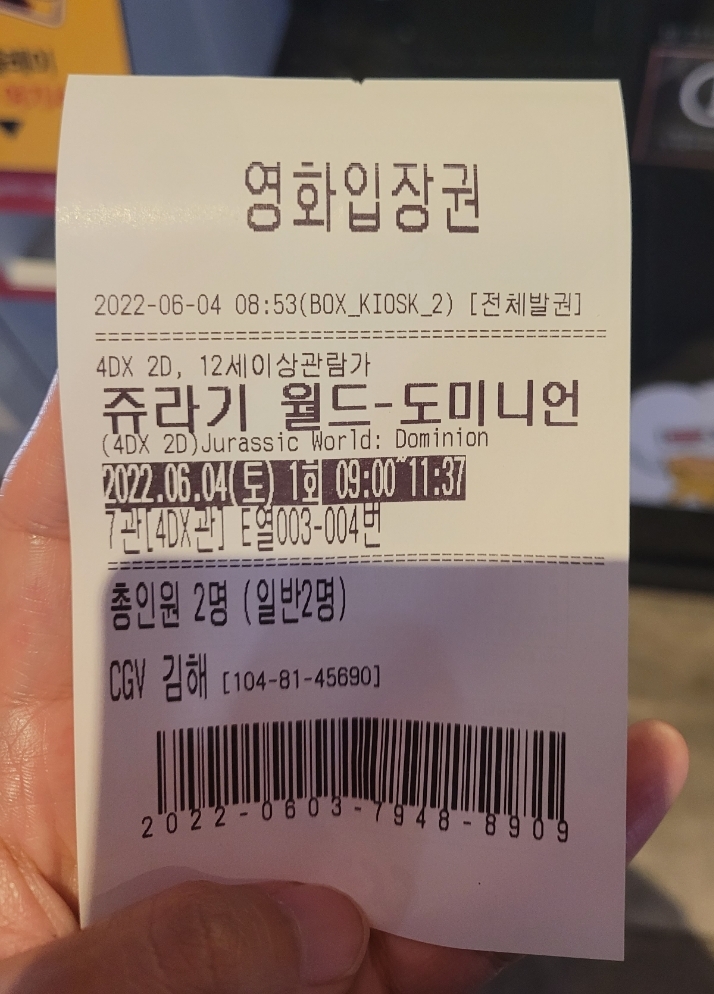 플레이
영화입장권
2022-06-04 08:53(BOX_KIOSK_2) [전체발권]
4DX 2D, 12세이상관람가
쥬라기 월드-도미니언
(4DX 2D)Jurassic World: Dominion
2022.06.04(토) 1회 09:00~11:37
7관[4DX관] E열003-004번
총인원 2명 (일반2명)
CGV 김해 [104-81-45690]
2022-0603-7948-8909